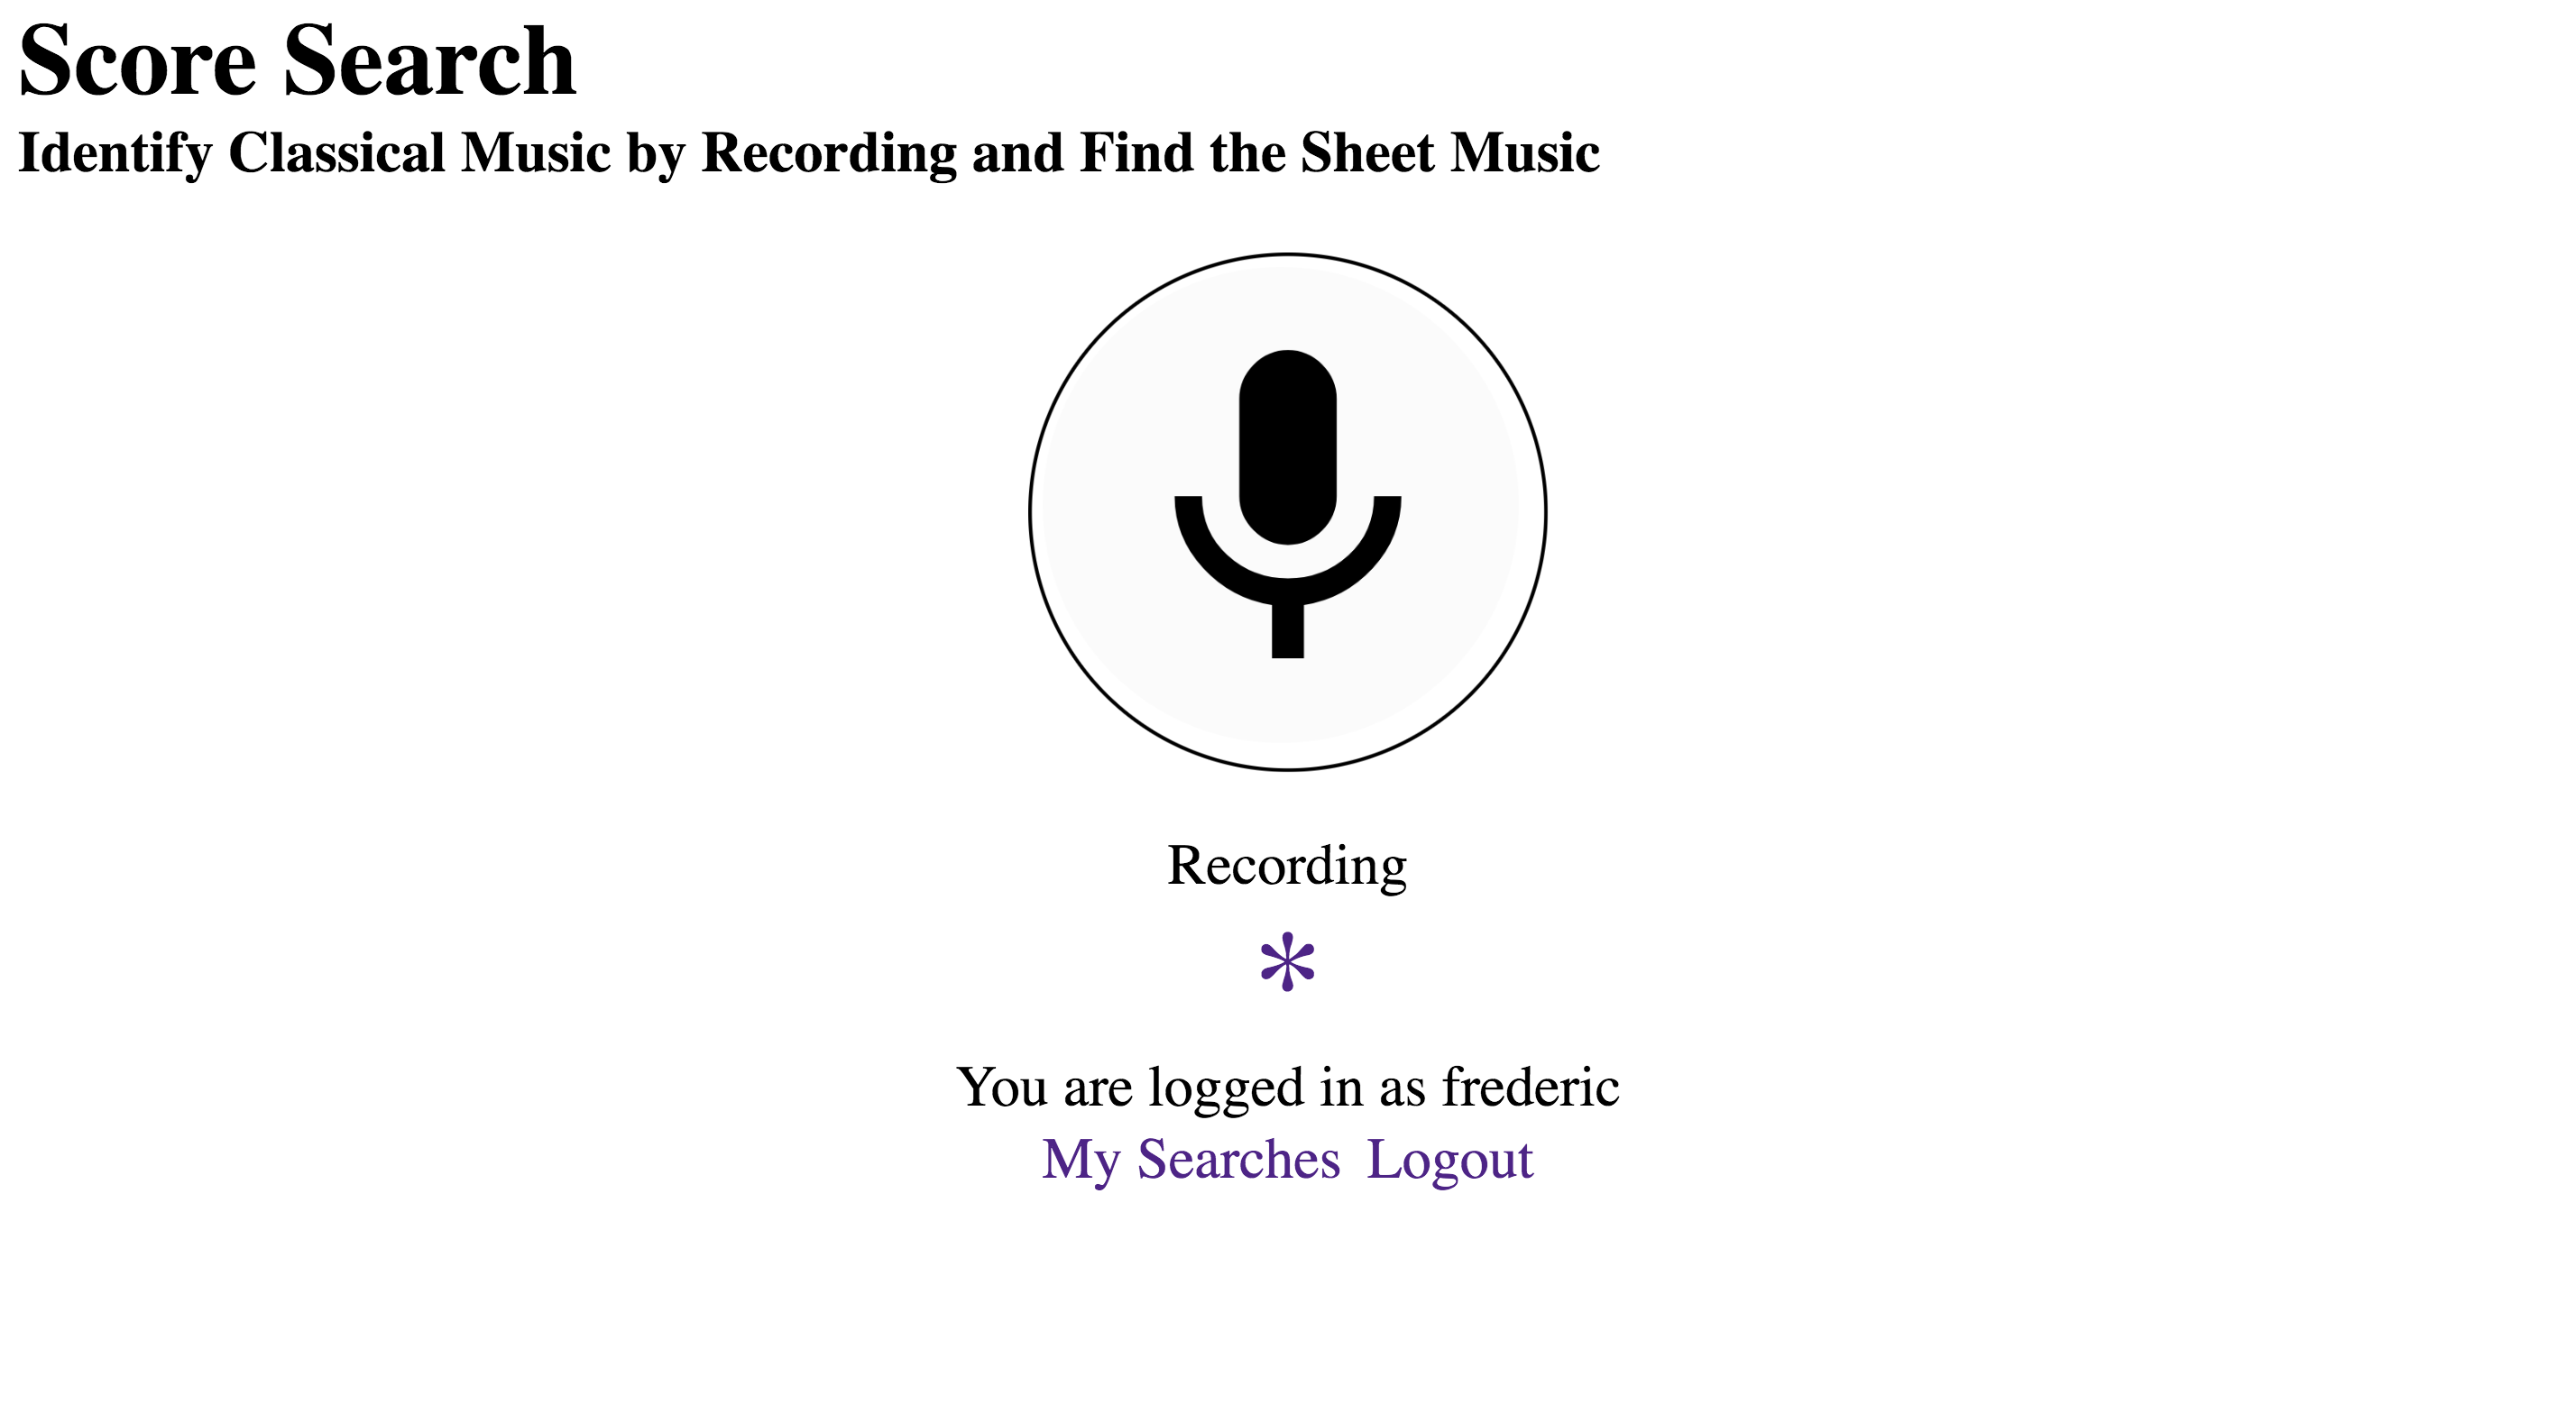 Score Search
Identify Classical Music by Recording and Find the Sheet Music
Recording
*
You are logged in as frederic
My Searches Logout